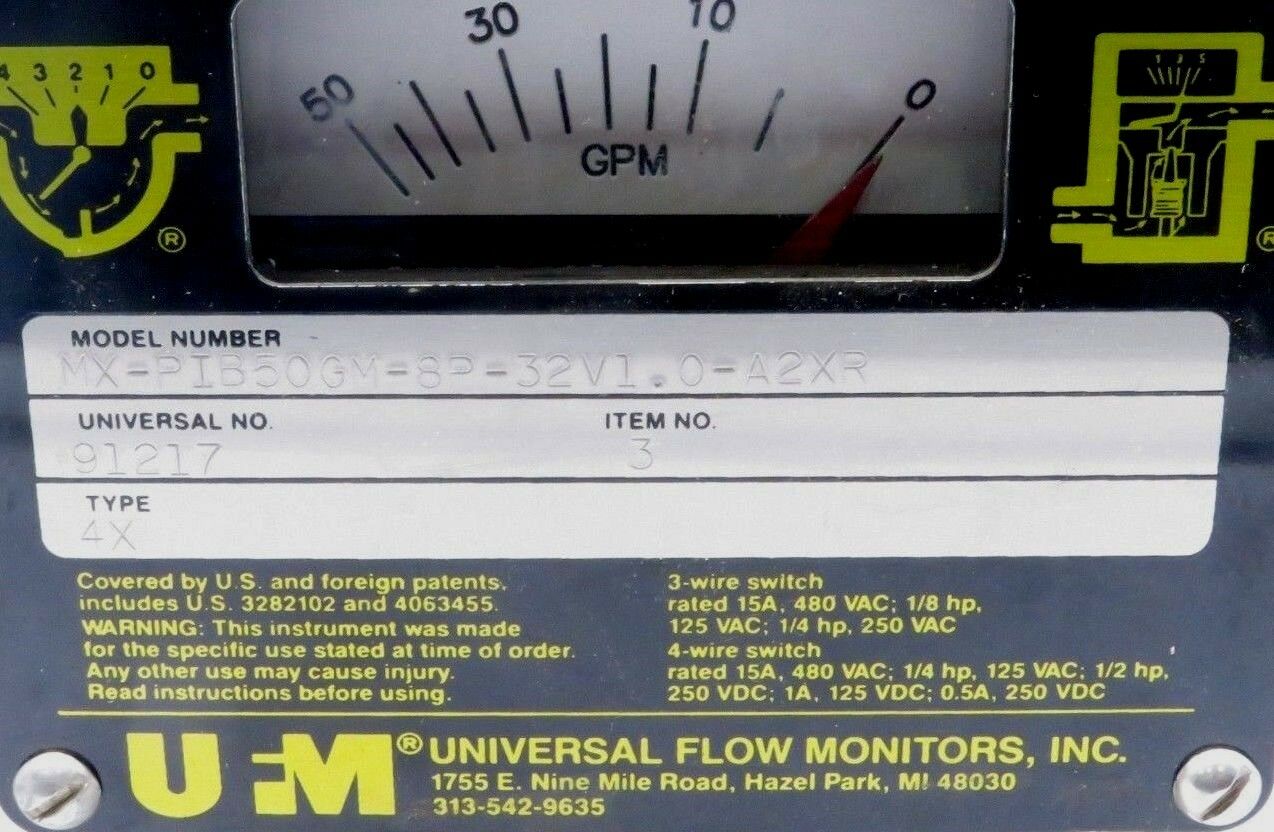 30
10
50
0
GPM
4 3 2 1 0
®
1 3 5
®
MODEL NUMBER
MX-PIB50GM-8P-32V1.0-A2XR
UNIVERSAL NO.
ITEM NO.
91217
3
TYPE
4X
Covered by U.S. and foreign patents,
includes U.S. 3282102 and 4063455.
WARNING: This instrument was made
for the specific use stated at time of order.
Any other use may cause injury.
Read instructions before using.
3-wire switch
rated 15A, 480 VAC; 1/8 hp,
125 VAC; 1/4 hp, 250 VAC
4-wire switch
rated 15A, 480 VAC; 1/4 hp, 125 VAC; 1/2 hp,
250 VDC; 1A, 125 VDC; 0.5A, 250 VDC
UFM® UNIVERSAL FLOW MONITORS, INC.
1755 E. Nine Mile Road, Hazel Park, MI 48030
313-542-9635